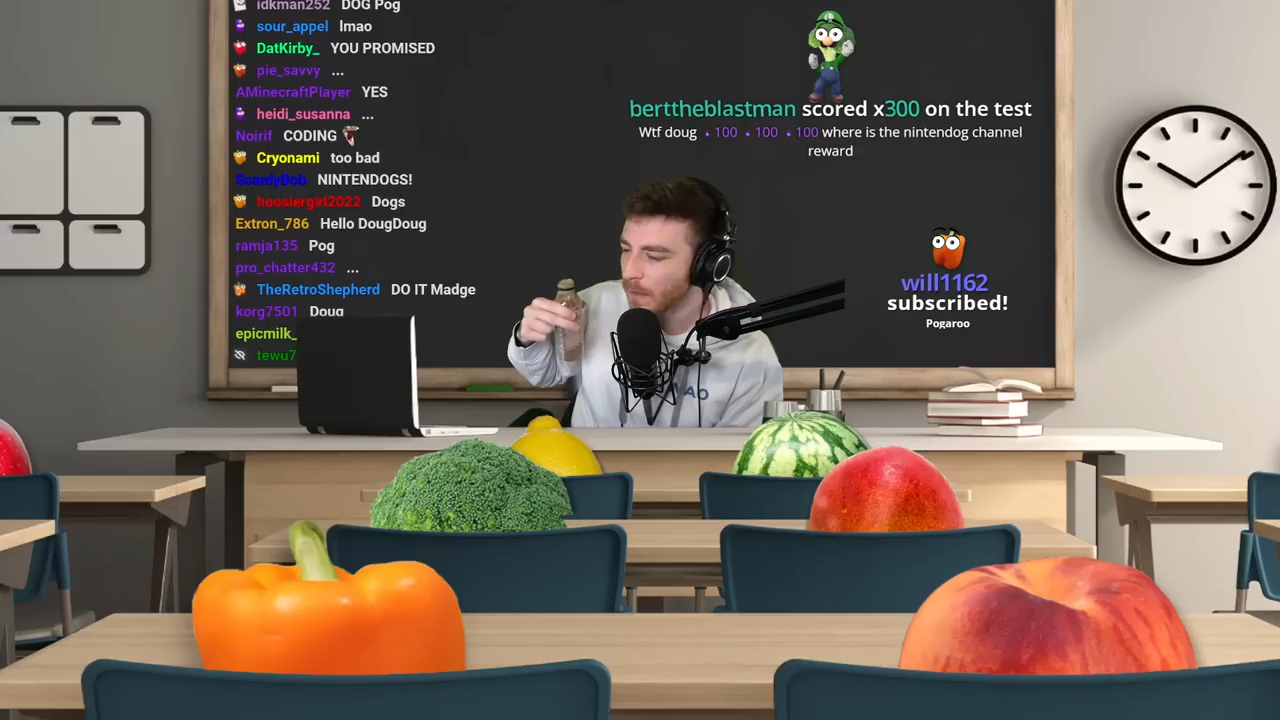 idkman252 DOG Pog
sour_appel lmao
DatKirby_ YOU PROMISED
pie_savvy ...
AMinecraftPlayer YES
heidi_susanna ...
Noirif CODING
Cryonami too bad
ScardyBob NINTENDOGS!
hoosiergirl2022 Dogs
Extron_786 Hello DougDoug
ramja135 Pog
pro_chatter432 ...
TheRetroShepherd DO IT Madge
korg7501 Doug
epicmilk_
tewu7
berttheblastman scored x300 on the test
Wtf doug 100 100 100 where is the nintendog channel
reward
will1162
subscribed!
Pogaroo